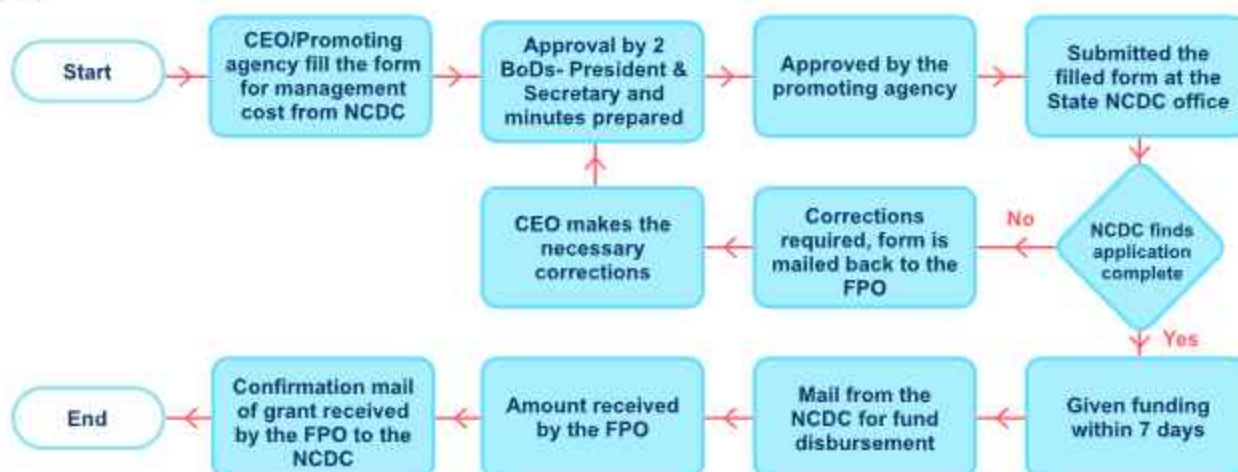 Start
CEO/Promoting
agency fill the form
for management
cost from NCDC
Approval by 2
BoDs- President &
Secretary and
minutes prepared
Approved by the
promoting agency
Submitted the
filled form at the
State NCDC office
NCDC finds
application
complete
No
Corrections
required, form is
mailed back to the
FPO
CEO makes the
necessary
corrections
Yes
Given funding
within 7 days
Mail from the
NCDC for fund
disbursement
Amount received
by the FPO
Confirmation mail
of grant received
by the FPO to the
NCDC
End